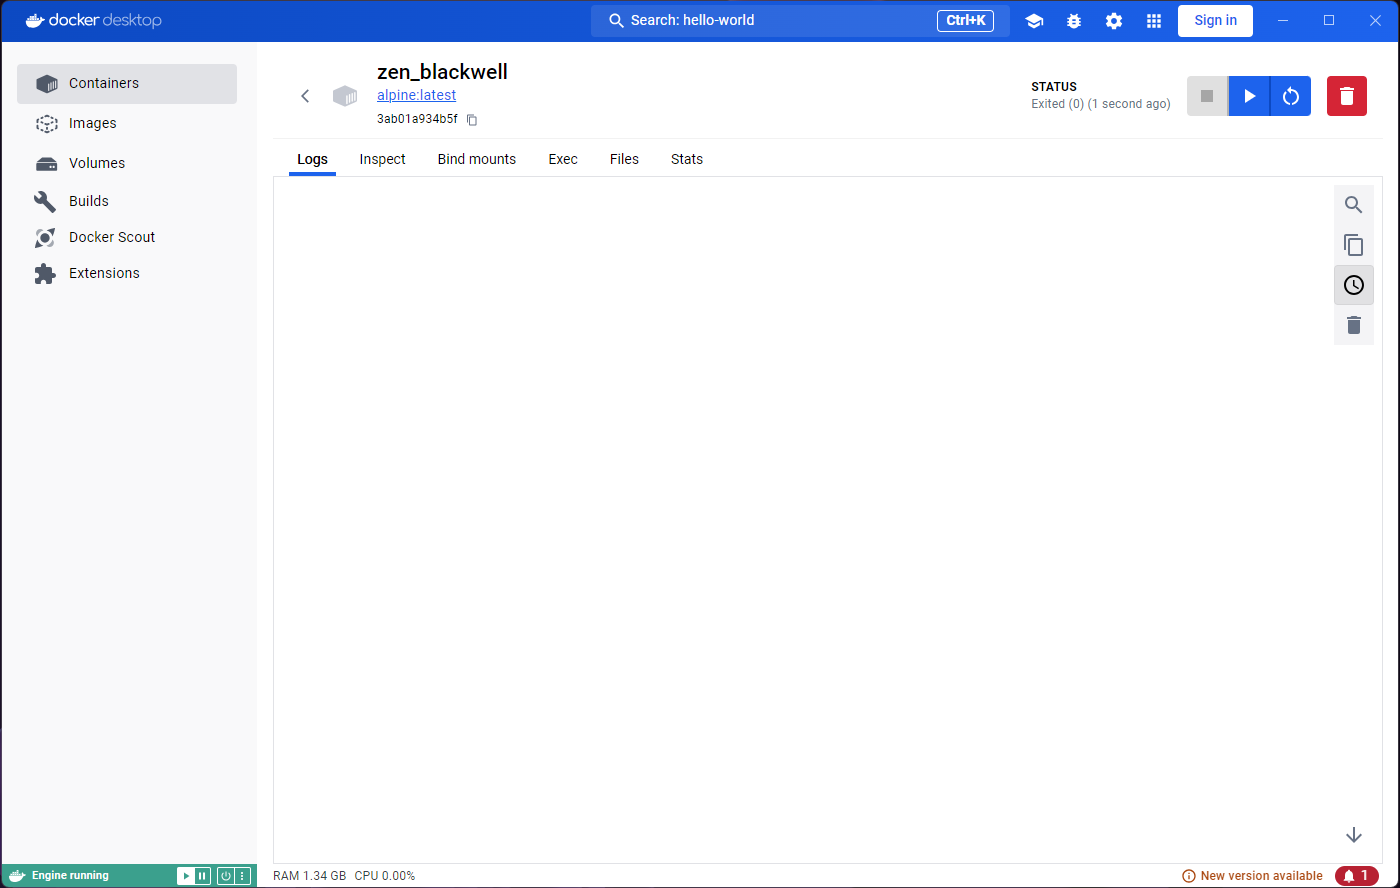 docker desktop
Search: hello-world
Ctrl+K
Sign in
Containers
Images
Volumes
Builds
Docker Scout
Extensions
zen_blackwell
alpine:latest
3ab01a934b5f
STATUS
Exited (0) (1 second ago)
Logs
Inspect
Bind mounts
Exec
Files
Stats
Engine running
RAM 1.34 GB
CPU 0.00%
New version available
1